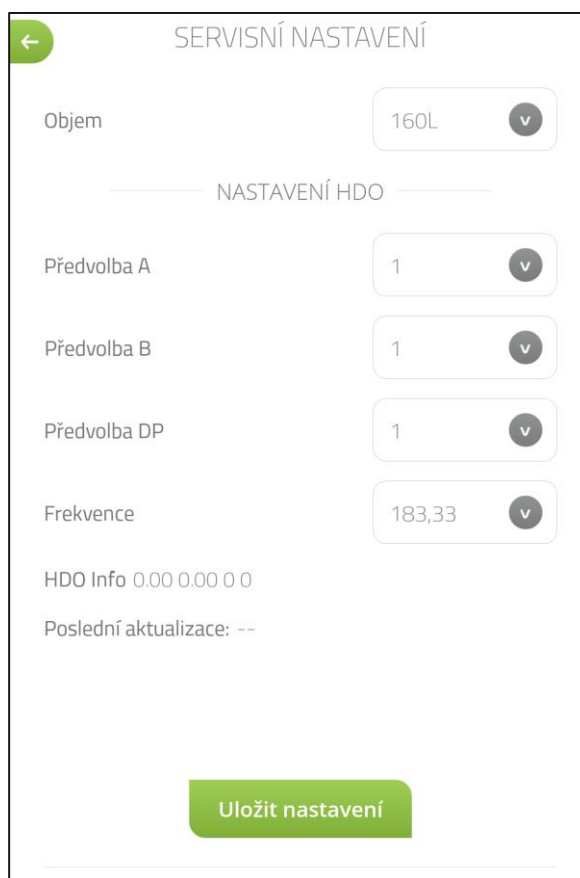 SERVISNÍ NASTAVENÍ
Objem 160L
NASTAVENÍ HDO
Předvolba A 1
Předvolba B 1
Předvolba DP 1
Frekvence 183,33
HDO Info 0.00 0.00 0 0
Poslední aktualizace: --
Uložit nastavení